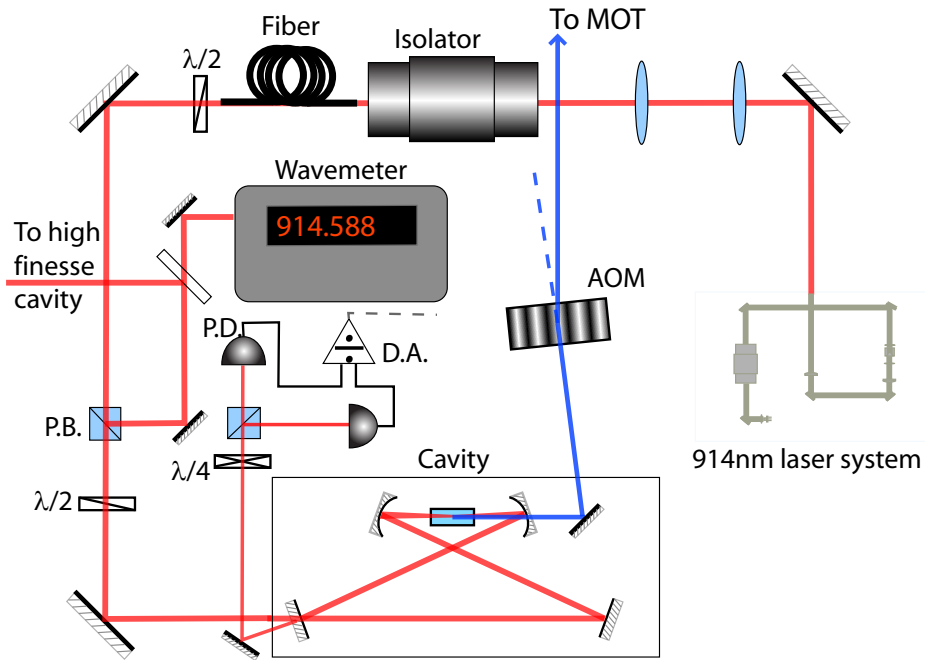 To MOT
Fiber
Isolator
λ/2
Wavemeter
914.588
To high
finesse
cavity
AOM
P.D.
D.A.
P.B.
λ/4
Cavity
914nm laser system
λ/2